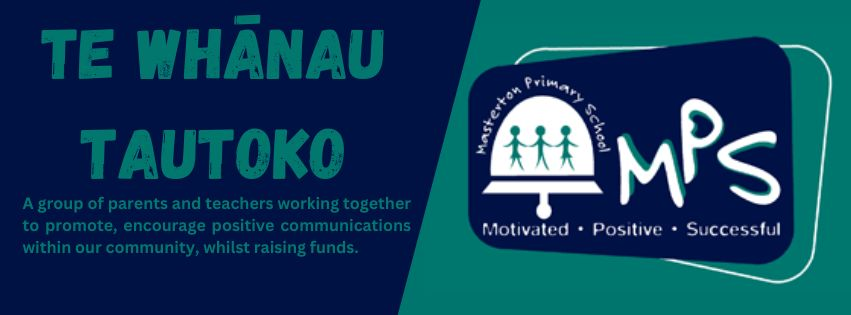 TE WHĀNAU
TAUTOKO
A group of parents and teachers working together
to promote, encourage positive communications
within our community, whilst raising funds.
Masterton Primary School
MPS
Motivated • Positive • Successful